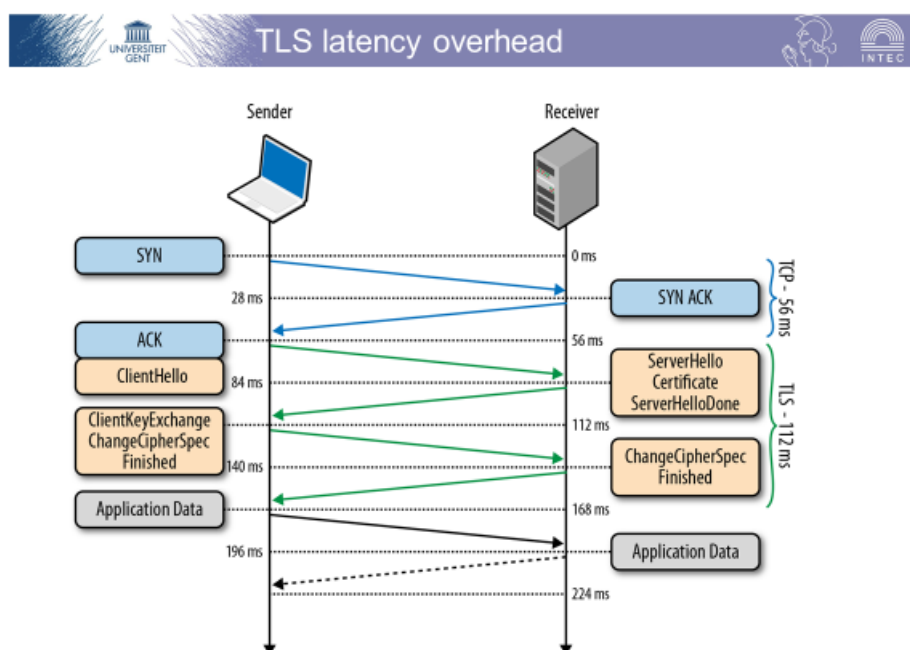 UNIVERSITEIT
GENT
TLS latency overhead
INTEC
Sender
Receiver
SYN
0 ms
28 ms
SYN ACK
TCP - 56 ms
ACK
56 ms
ClientHello
84 ms
ServerHello
Certificate
ServerHelloDone
TLS - 112 ms
ClientKeyExchange
ChangeCipherSpec
Finished
112 ms
140 ms
ChangeCipherSpec
Finished
Application Data
168 ms
196 ms
Application Data
224 ms